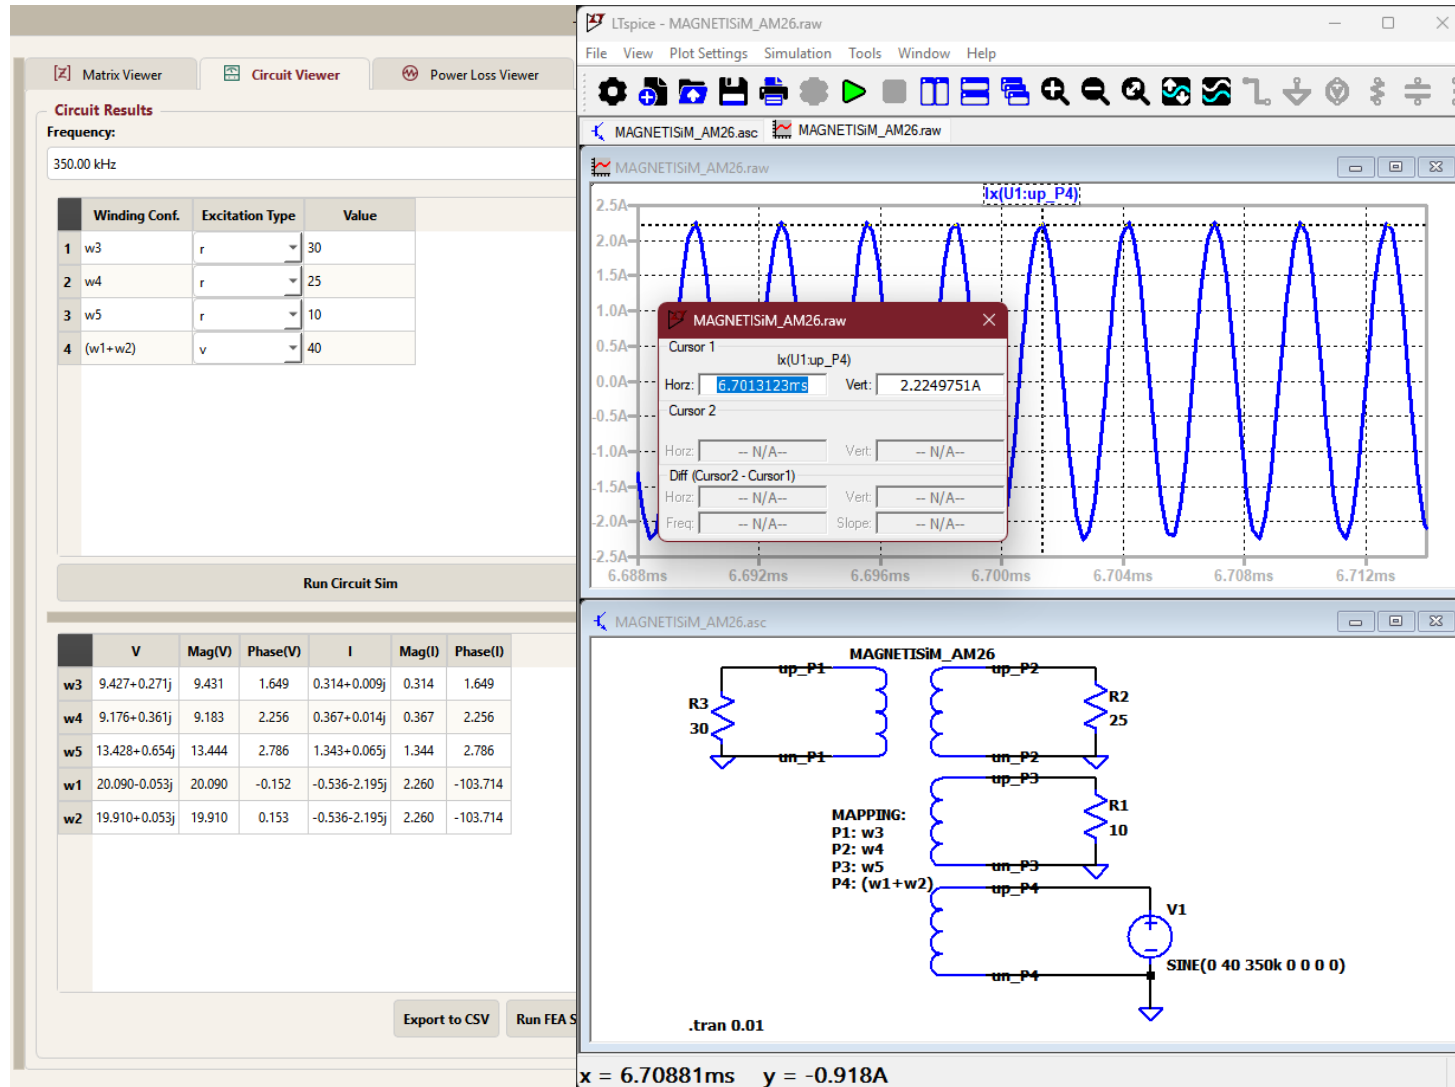 Matrix Viewer
Circuit Viewer
Power Loss Viewer
Circuit Results
Frequency:
350.00 kHz
Winding Conf. Excitation Type Value
1 w3 r 30
2 w4 r 25
3 w5 r 10
4 (w1+w2) v 40
Run Circuit Sim
V Mag(V) Phase(V) I Mag(I) Phase(I)
w3 9.427+0.271j 9.431 1.649 0.314+0.009j 0.314 1.649
w4 9.176+0.361j 9.183 2.256 0.367+0.014j 0.367 2.256
w5 13.428+0.654j 13.444 2.786 1.343+0.065j 1.344 2.786
w1 20.090-0.053j 20.090 -0.152 -0.536-2.195j 2.260 -103.714
w2 19.910+0.053j 19.910 0.153 -0.536-2.195j 2.260 -103.714
Export to CSV
Run FEA S
LTspice - MAGNETISiM_AM26.raw
File View Plot Settings Simulation Tools Window Help
MAGNETISiM_AM26.asc
MAGNETISiM_AM26.raw
MAGNETISiM_AM26.raw
Ix(U1:up_P4)
2.5A
2.0A
1.5A
1.0A
0.5A
0.0A
-0.5A
-1.0A
-1.5A
-2.0A
-2.5A
6.688ms 6.692ms 6.696ms 6.700ms 6.704ms 6.708ms 6.712ms
MAGNETISiM_AM26.raw
Cursor 1
Ix(U1:up_P4)
Horz: 6.7013123ms Vert: 2.2249751A
Cursor 2
Horz: -- N/A-- Vert: -- N/A--
Diff (Cursor2 - Cursor1)
Horz: -- N/A-- Vert: -- N/A--
Freq: -- N/A-- Slope: -- N/A--
MAGNETISiM_AM26.asc
MAGNETISiM_AM26
up_P1
up_P2
R3
30
R2
25
un_P1
un_P2
up_P3
R1
10
MAPPING:
P1: w3
P2: w4
P3: w5
P4: (w1+w2)
un_P3
up_P4
V1
SINE(0 40 350k 0 0 0 0)
un_P4
.tran 0.01
x = 6.70881ms y = -0.918A